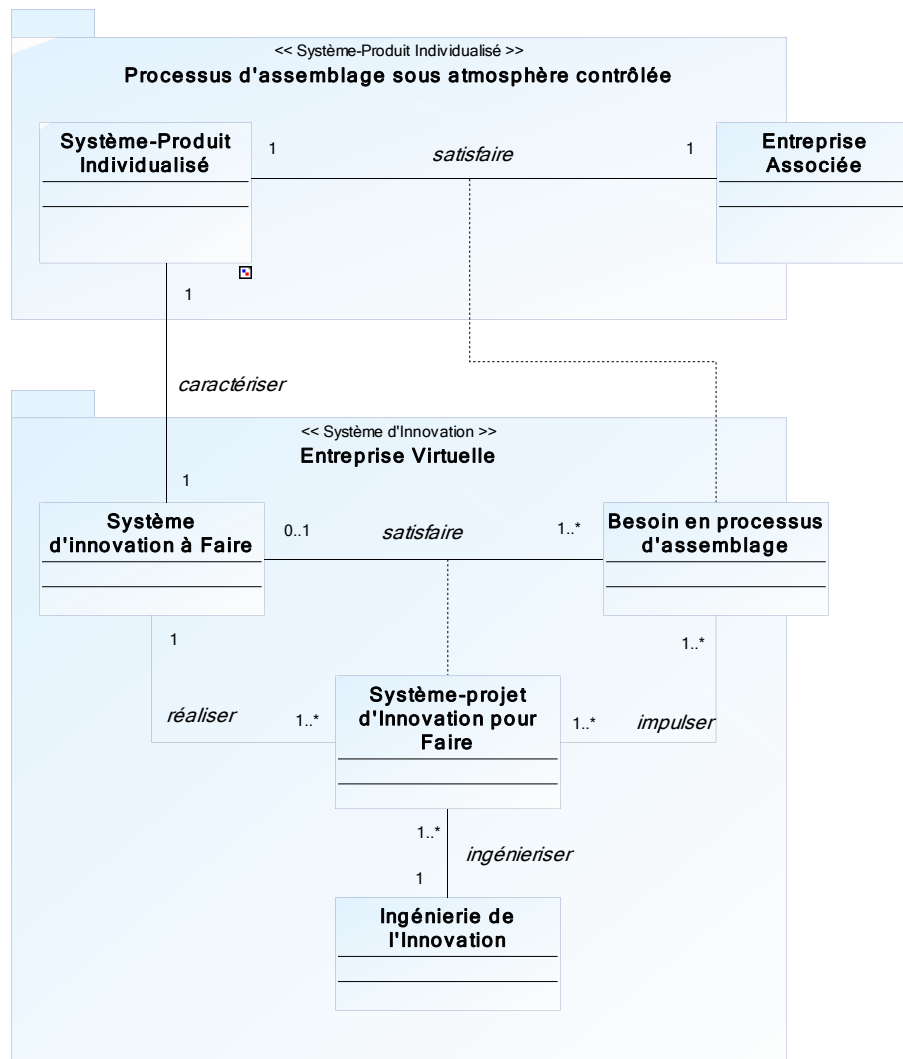 << Système-Produit Individualisé >>
Processus d'assemblage sous atmosphère contrôlée
Système-Produit
Individualisé
1
satisfaire
1
Entreprise
Associée
1
caractériser
<< Système d'Innovation >>
Entreprise Virtuelle
1
Système
d'innovation à Faire
0..1
satisfaire
1..*
Besoin en processus
d'assemblage
1
1..*
réaliser
1..*
Système-projet
d'Innovation pour
Faire
1..*
impulser
1..*
ingénieriser
1
Ingénierie de
l'Innovation